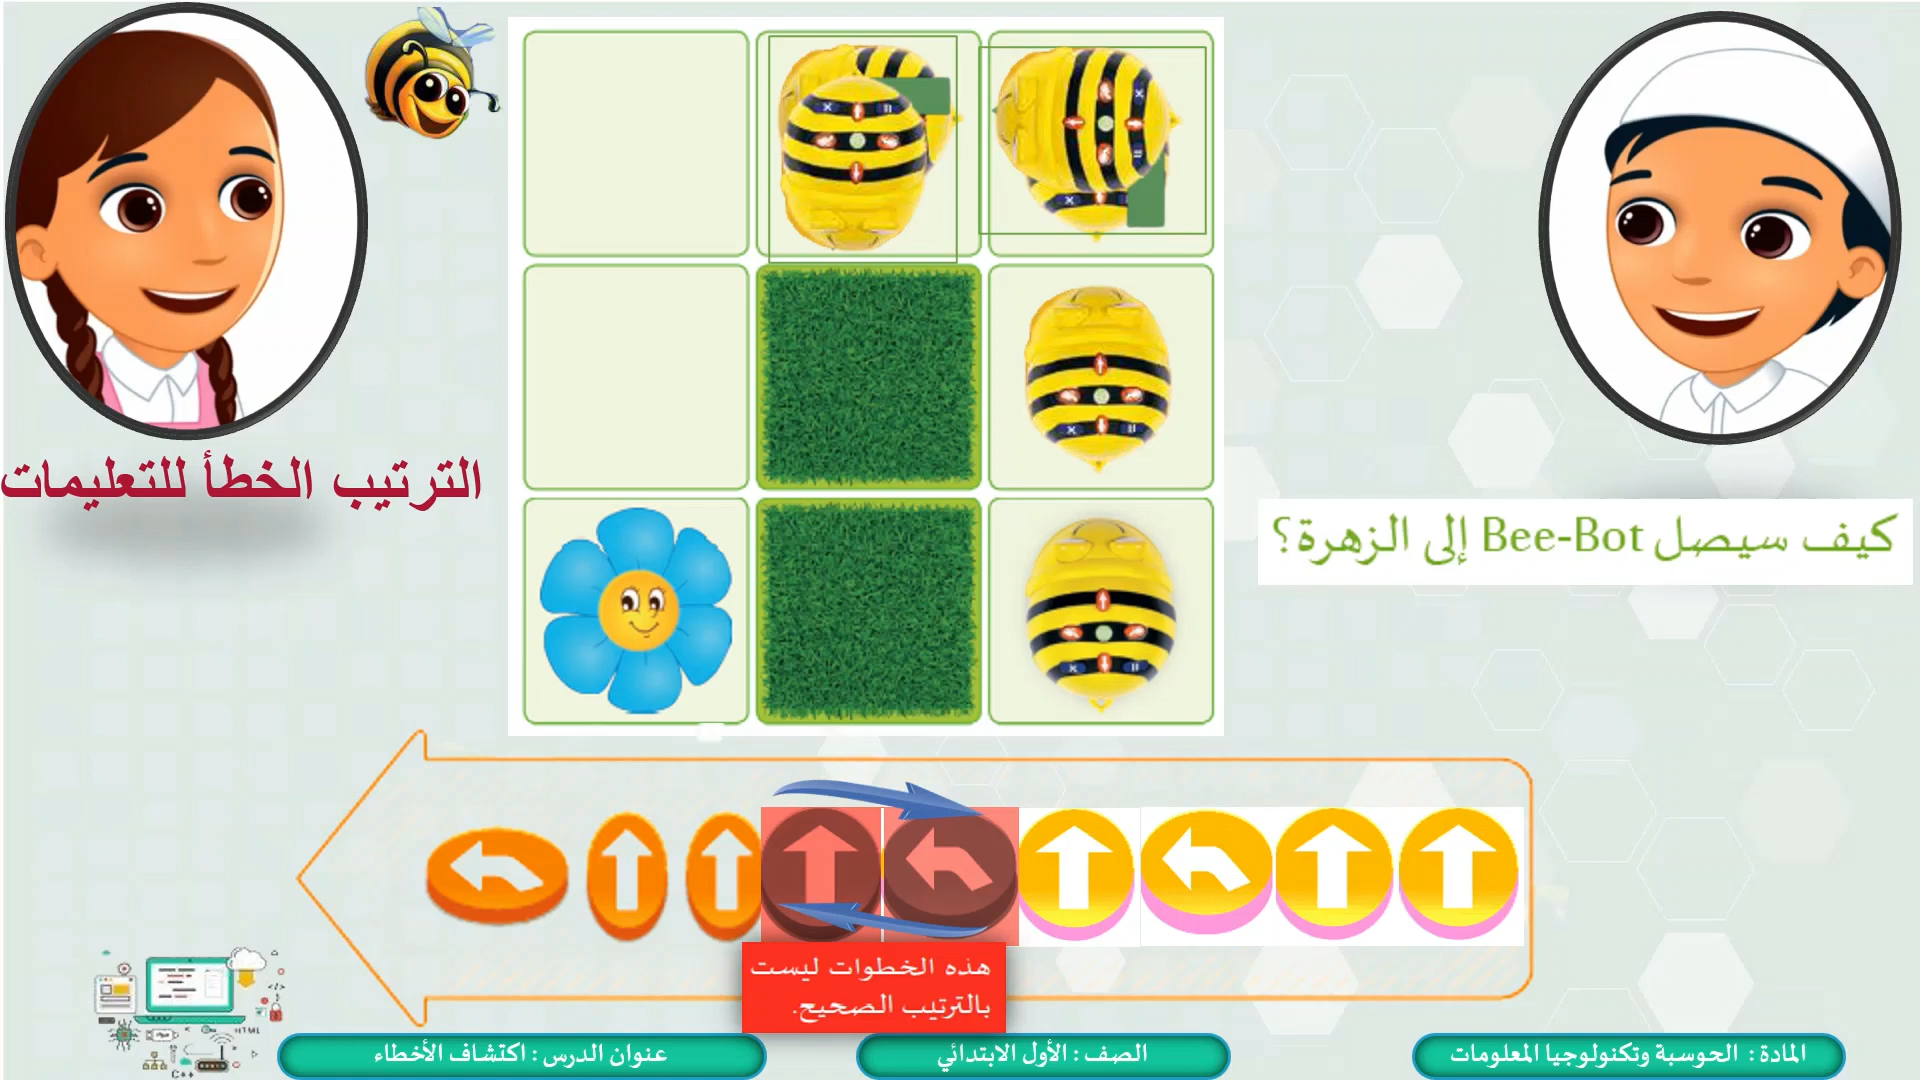 الترتيب الخطأ للتعليمات
كيف سيصل Bee-Bot إلى الزهرة؟
هذه الخطوات ليست
بالترتيب الصحيح.
المادة : الحوسبة وتكنولوجيا المعلومات
الصف : الأول الابتدائي
عنوان الدرس : اكتشاف الأخطاء
HTML
C++